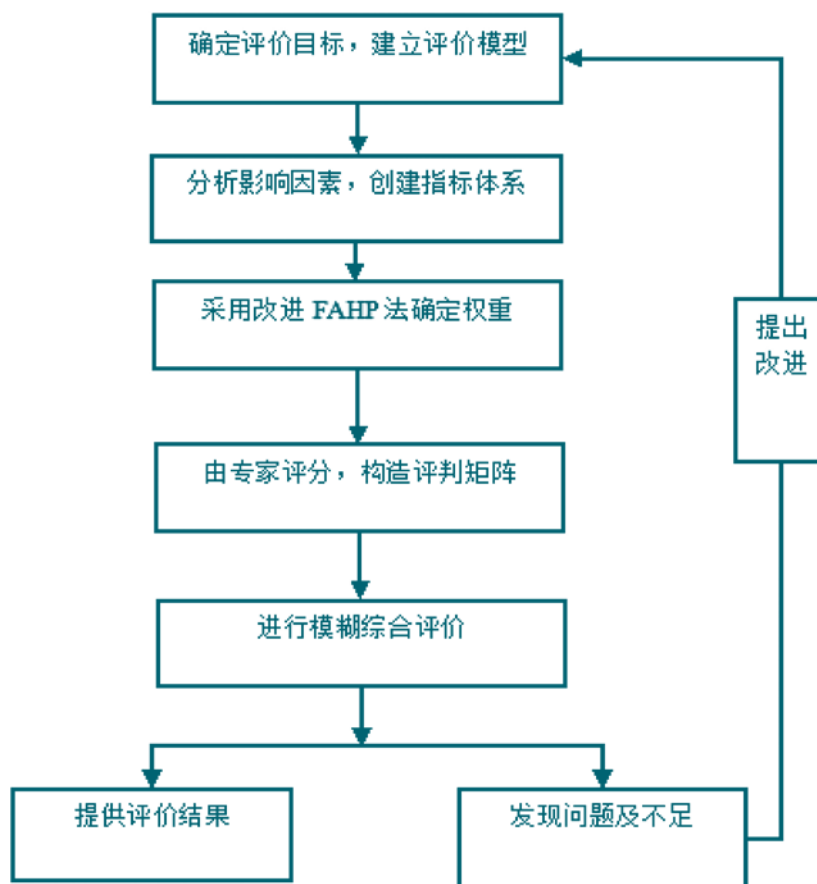 确定评价目标，建立评价模型
分析影响因素，创建指标体系
采用改进 FAHP 法确定权重
提出
改进
由专家评分，构造评判矩阵
进行模糊综合评价
提供评价结果
发现问题及不足